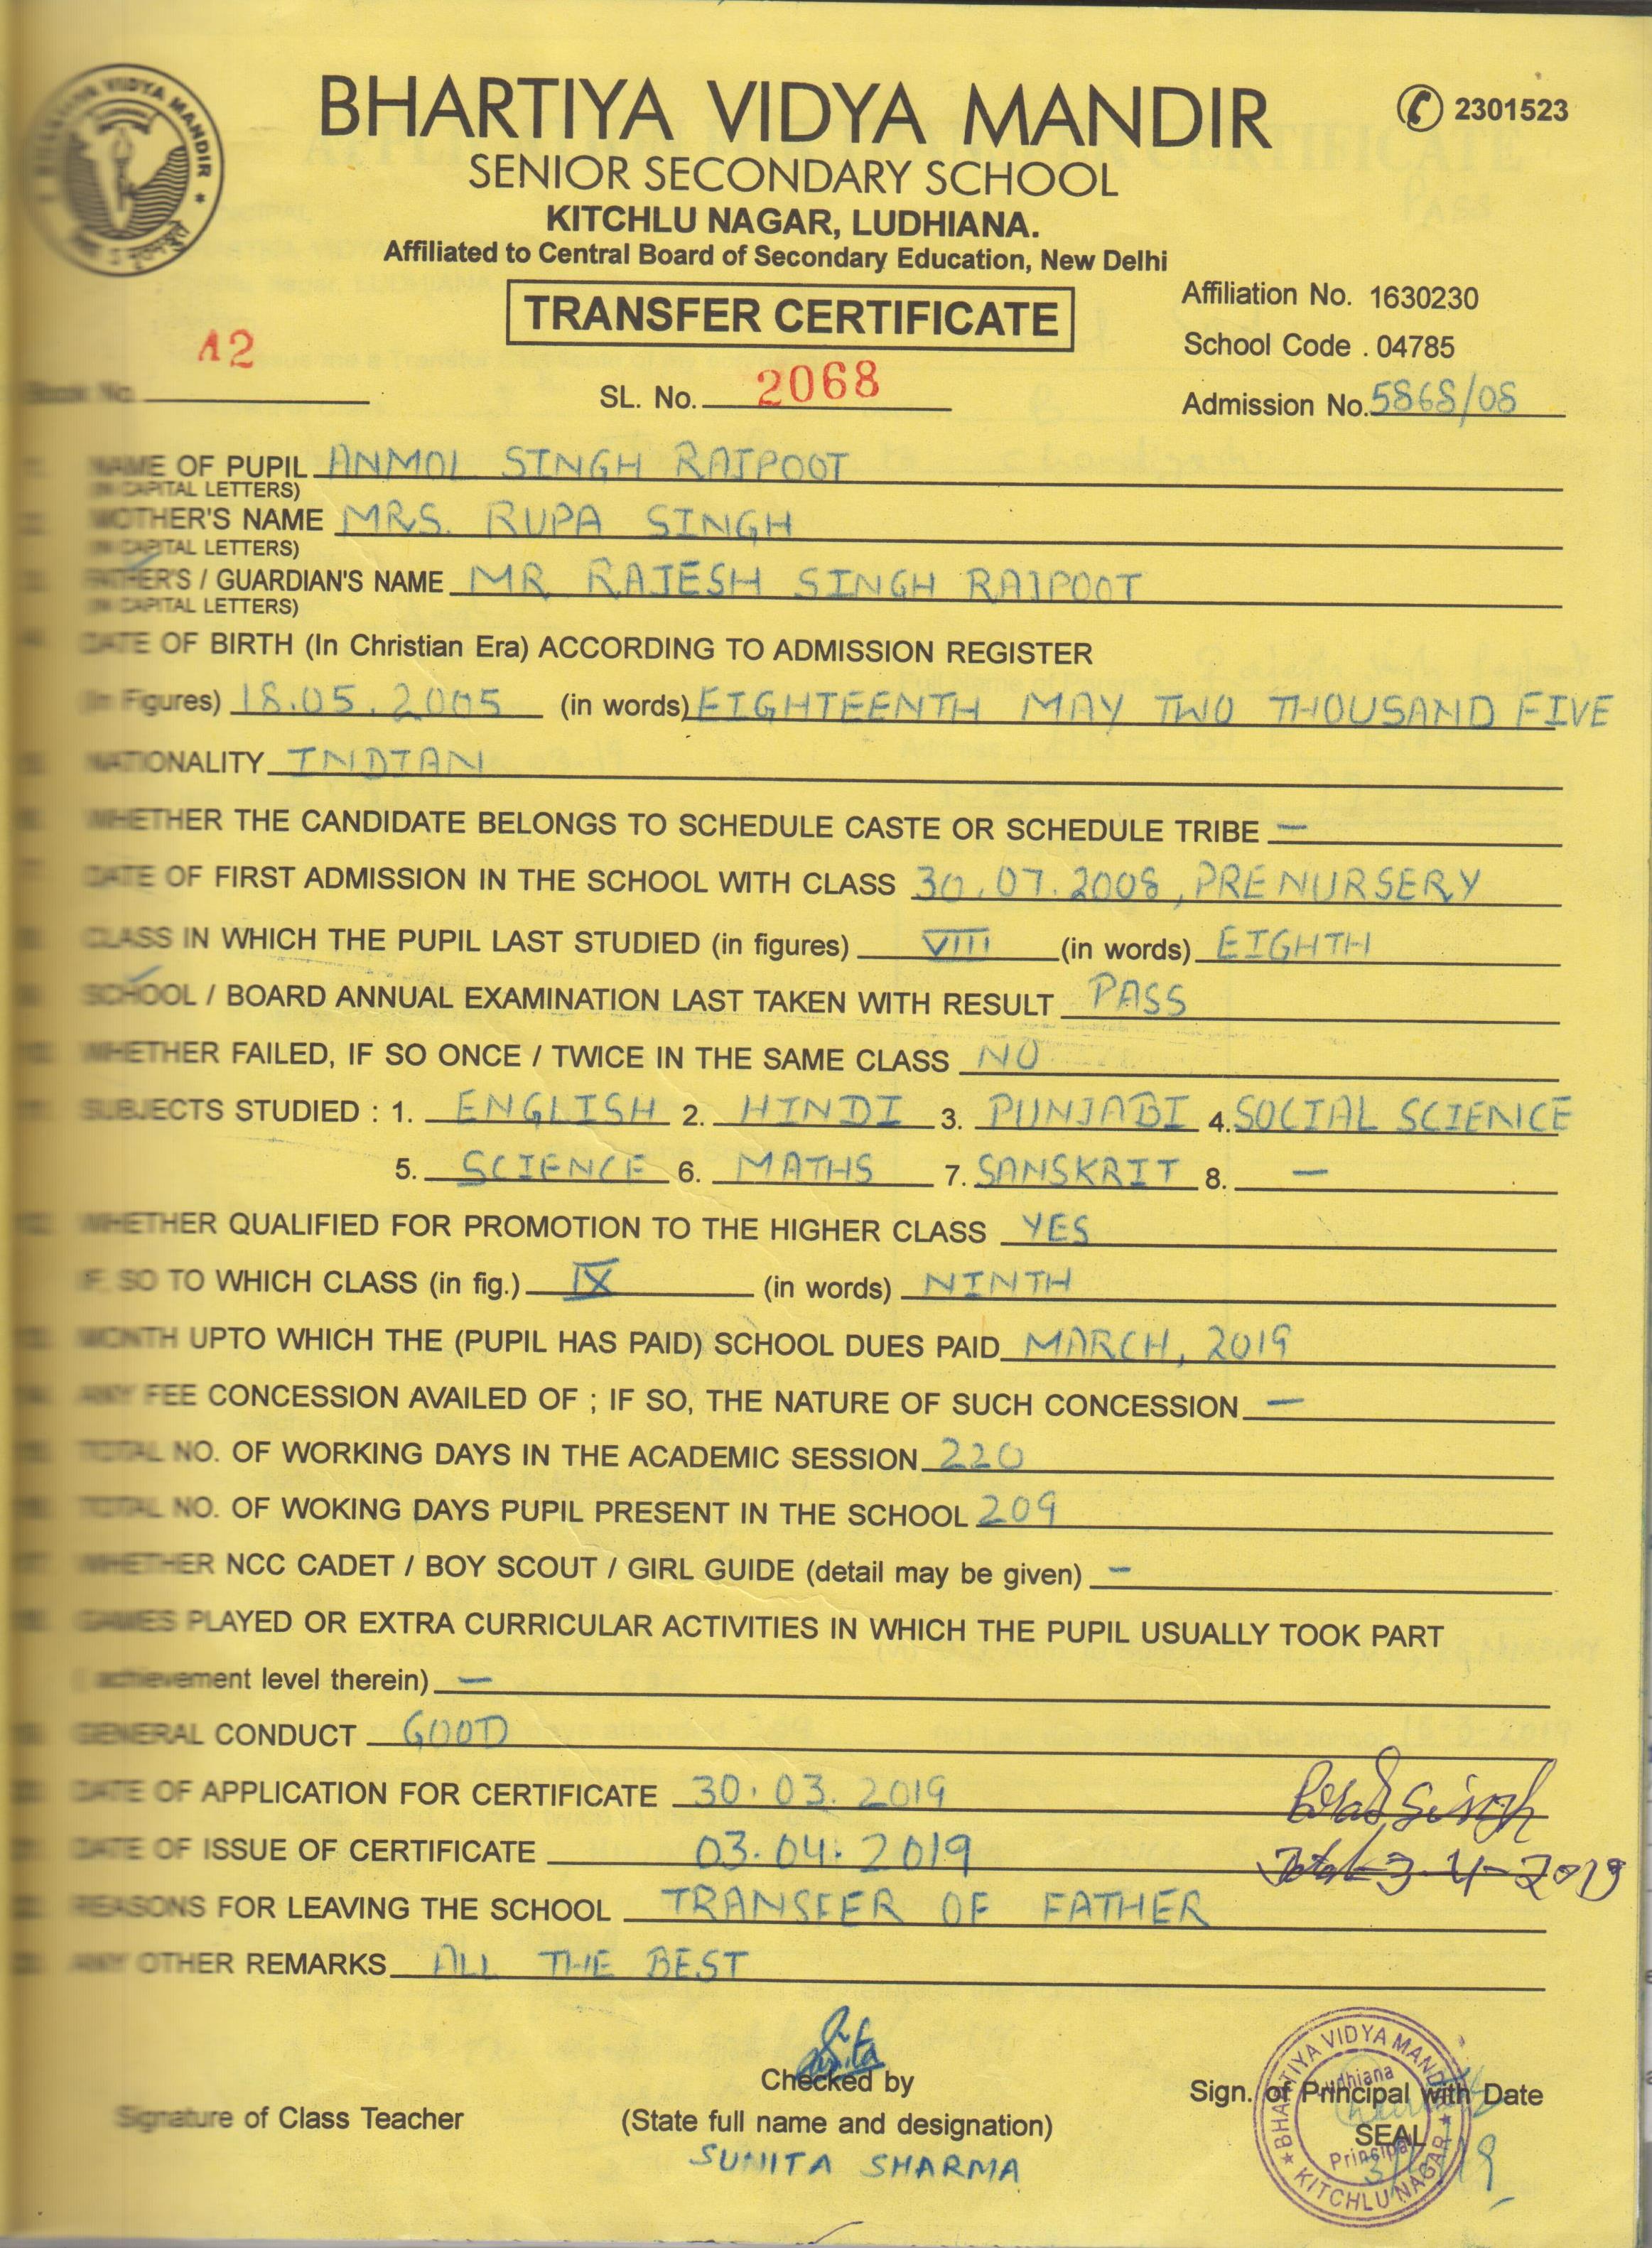 BHARTIYA VIDYA MANDIR
2301523
SENIOR SECONDARY SCHOOL
KITCHLU NAGAR, LUDHIANA.
Affiliated to Central Board of Secondary Education, New Delhi
TRANSFER CERTIFICATE
Affiliation No. 1630230
School Code . 04785
Book No. A2 SL. No. 2068 Admission No. 5868/08
NAME OF PUPIL ANMOL SINGH RAJPOOT
(IN CAPITAL LETTERS)
MOTHER'S NAME MRS. RUPA SINGH
(IN CAPITAL LETTERS)
FATHER'S / GUARDIAN'S NAME MR RAJESH SINGH RAJPOOT
(IN CAPITAL LETTERS)
DATE OF BIRTH (In Christian Era) ACCORDING TO ADMISSION REGISTER
(In Figures) 18.05.2005 (in words) EIGHTEENTH MAY TWO THOUSAND FIVE
NATIONALITY INDIAN
WHETHER THE CANDIDATE BELONGS TO SCHEDULE CASTE OR SCHEDULE TRIBE —
DATE OF FIRST ADMISSION IN THE SCHOOL WITH CLASS 30.07.2008, PRENURSERY
CLASS IN WHICH THE PUPIL LAST STUDIED (in figures) VIII (in words) EIGHTH
SCHOOL / BOARD ANNUAL EXAMINATION LAST TAKEN WITH RESULT PASS
WHETHER FAILED, IF SO ONCE / TWICE IN THE SAME CLASS NO
SUBJECTS STUDIED : 1. ENGLISH 2. HINDI 3. PUNJABI 4. SOCIAL SCIENCE
5. SCIENCE 6. MATHS 7. SANSKRIT 8. —
WHETHER QUALIFIED FOR PROMOTION TO THE HIGHER CLASS YES
IF, SO TO WHICH CLASS (in fig.) IX (in words) NINTH
MONTH UPTO WHICH THE (PUPIL HAS PAID) SCHOOL DUES PAID MARCH, 2019
ANY FEE CONCESSION AVAILED OF ; IF SO, THE NATURE OF SUCH CONCESSION —
TOTAL NO. OF WORKING DAYS IN THE ACADEMIC SESSION 220
TOTAL NO. OF WOKING DAYS PUPIL PRESENT IN THE SCHOOL 209
WHETHER NCC CADET / BOY SCOUT / GIRL GUIDE (detail may be given) —
GAMES PLAYED OR EXTRA CURRICULAR ACTIVITIES IN WHICH THE PUPIL USUALLY TOOK PART
( achievement level therein) —
GENERAL CONDUCT GOOD
DATE OF APPLICATION FOR CERTIFICATE 30.03.2019
Singh
DATE OF ISSUE OF CERTIFICATE 03.04.2019
3-4-2019
REASONS FOR LEAVING THE SCHOOL TRANSFER OF FATHER
ANY OTHER REMARKS ALL THE BEST
Signature of Class Teacher
Sunita
Checked by
(State full name and designation)
SUNITA SHARMA
Sign. of Principal with Date
SEAL
BHARTIYA VIDYA MANDIR
KITCHLU NAGAR
Ludhiana
Principal